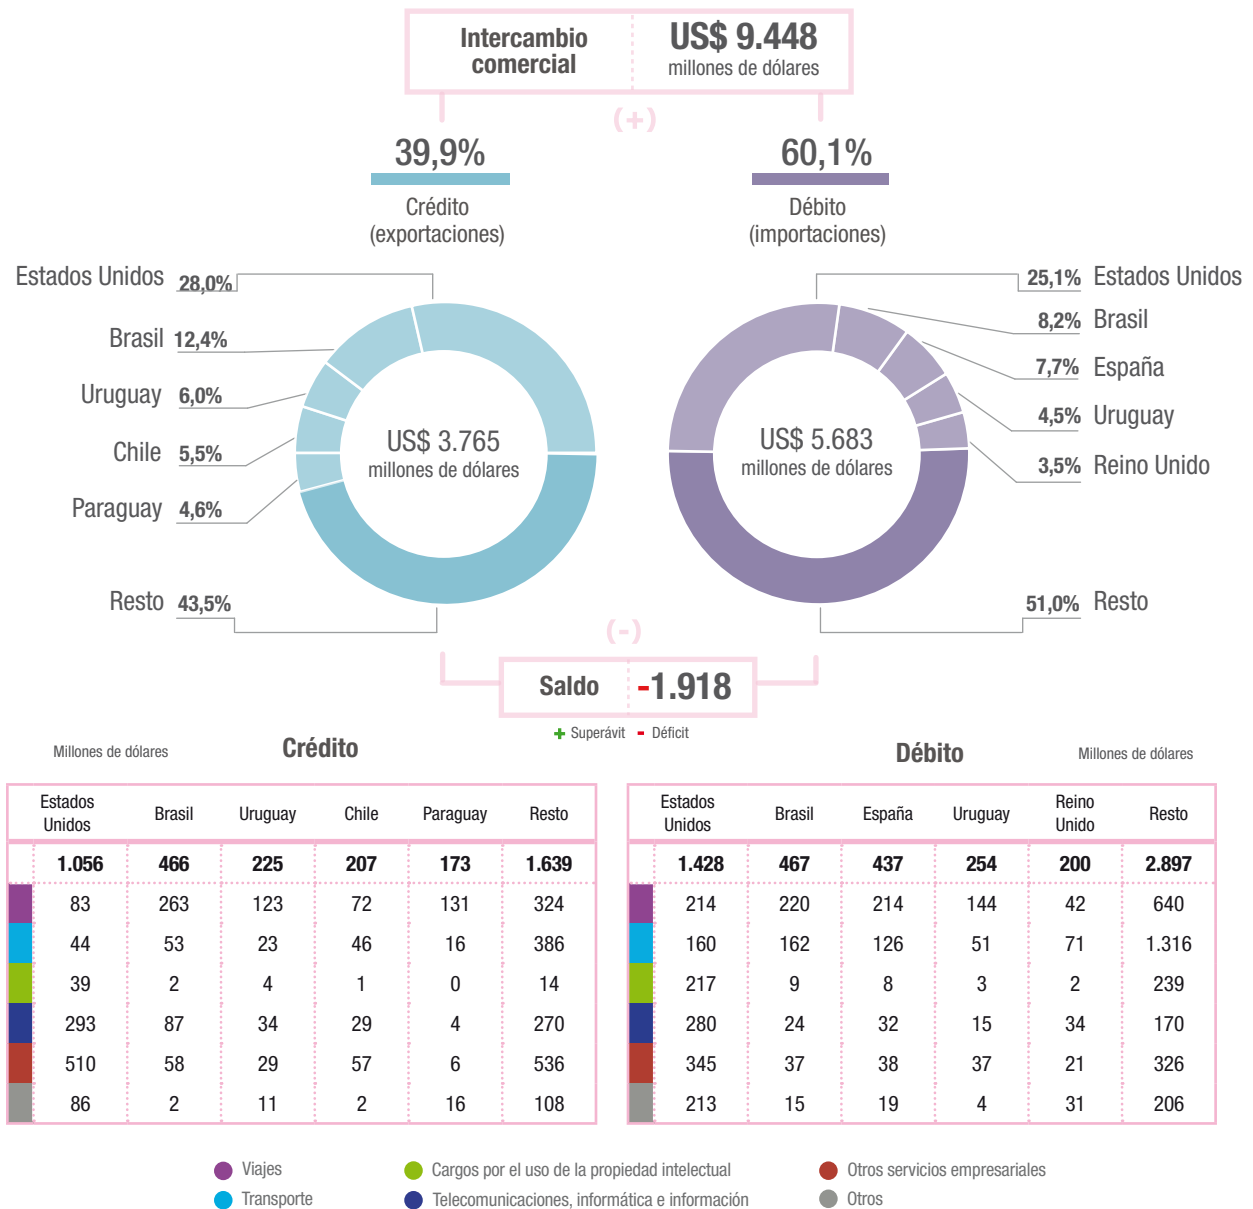 Intercambio comercial
US$ 9.448
millones de dólares
(+)
39,9%
Crédito
(exportaciones)
60,1%
Débito
(importaciones)
Estados Unidos 28,0%
Brasil 12,4%
Uruguay 6,0%
Chile 5,5%
Paraguay 4,6%
Resto 43,5%
US$ 3.765
millones de dólares
25,1% Estados Unidos
8,2% Brasil
7,7% España
4,5% Uruguay
3,5% Reino Unido
51,0% Resto
US$ 5.683
millones de dólares
(-)
Saldo -1.918
+ Superávit - Déficit
Millones de dólares Crédito
Estados Unidos Brasil Uruguay Chile Paraguay Resto
1.056 466 225 207 173 1.639
83 263 123 72 131 324
44 53 23 46 16 386
39 2 4 1 0 14
293 87 34 29 4 270
510 58 29 57 6 536
86 2 11 2 16 108
Débito Millones de dólares
Estados Unidos Brasil España Uruguay Reino Unido Resto
1.428 467 437 254 200 2.897
214 220 214 144 42 640
160 162 126 51 71 1.316
217 9 8 3 2 239
280 24 32 15 34 170
345 37 38 37 21 326
213 15 19 4 31 206
Viajes
Transporte
Cargos por el uso de la propiedad intelectual
Telecomunicaciones, informática e información
Otros servicios empresariales
Otros